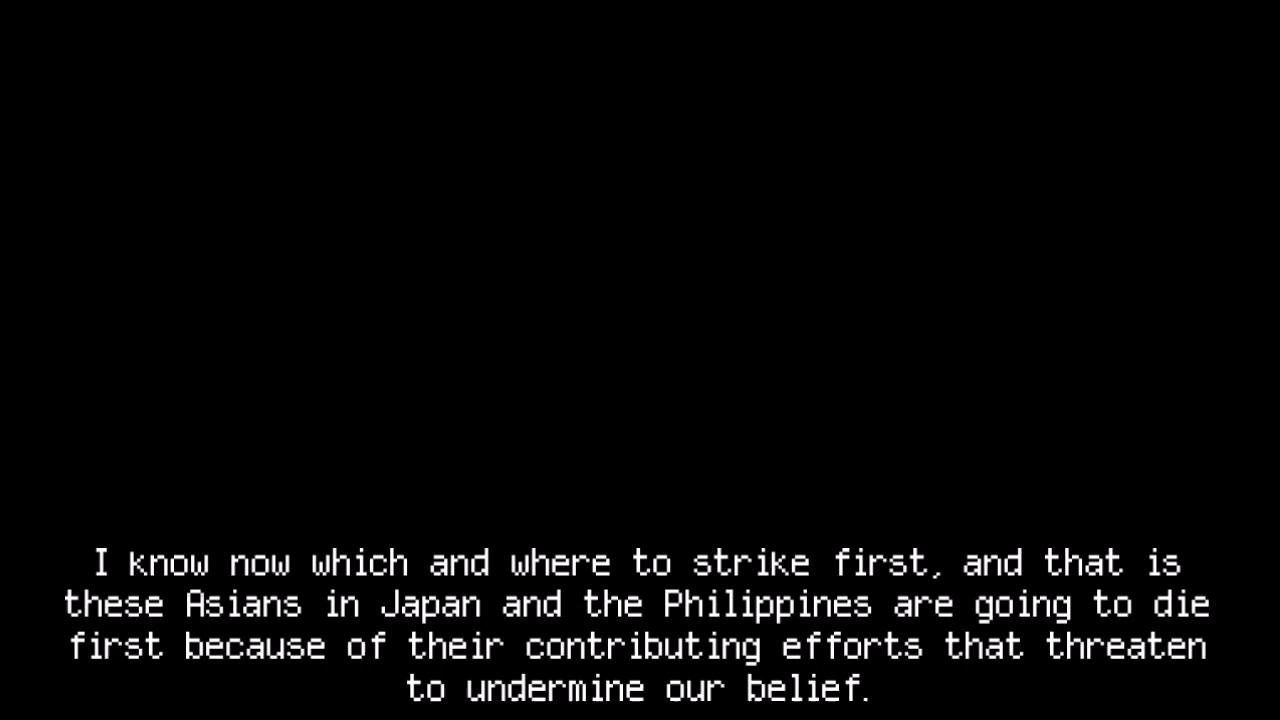 I know now which and where to strike first, and that is
these Asians in Japan and the Philippines are going to die
first because of their contributing efforts that threaten
to undermine our belief.